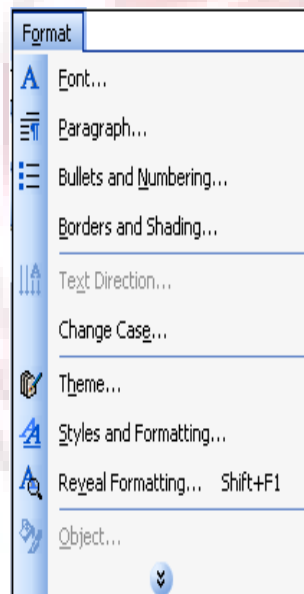 Format
Font...
Paragraph...
Bullets and Numbering...
Borders and Shading...
Text Direction...
Change Case...
Theme...
Styles and Formatting...
Reveal Formatting... Shift+F1
Object...